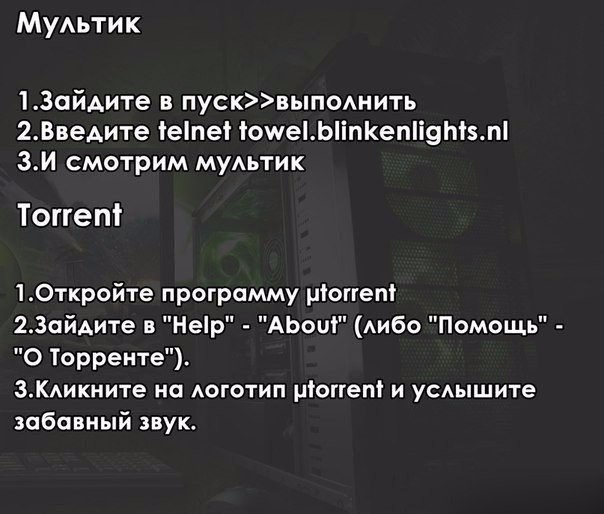 Мультик
1.Зайдите в пуск>>выполнить
2.Введите telnet towel.blinkenlights.nl
3.И смотрим мультик
Torrent
1.Откройте программу µtorrent
2.Зайдите в "Help" - "About" (либо "Помощь" -
"О Торренте").
3.Кликните на логотип µtorrent и услышите
забавный звук.